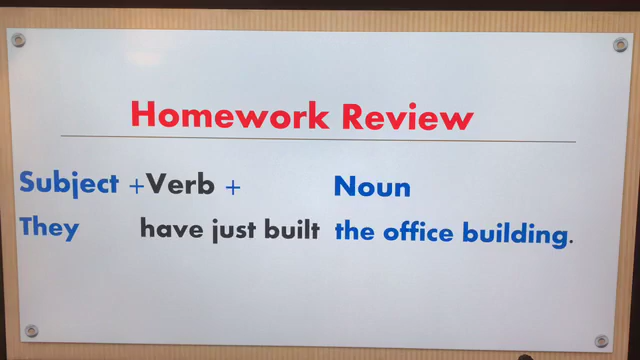 Homework Review
Subject +Verb + Noun
They have just built the office building.